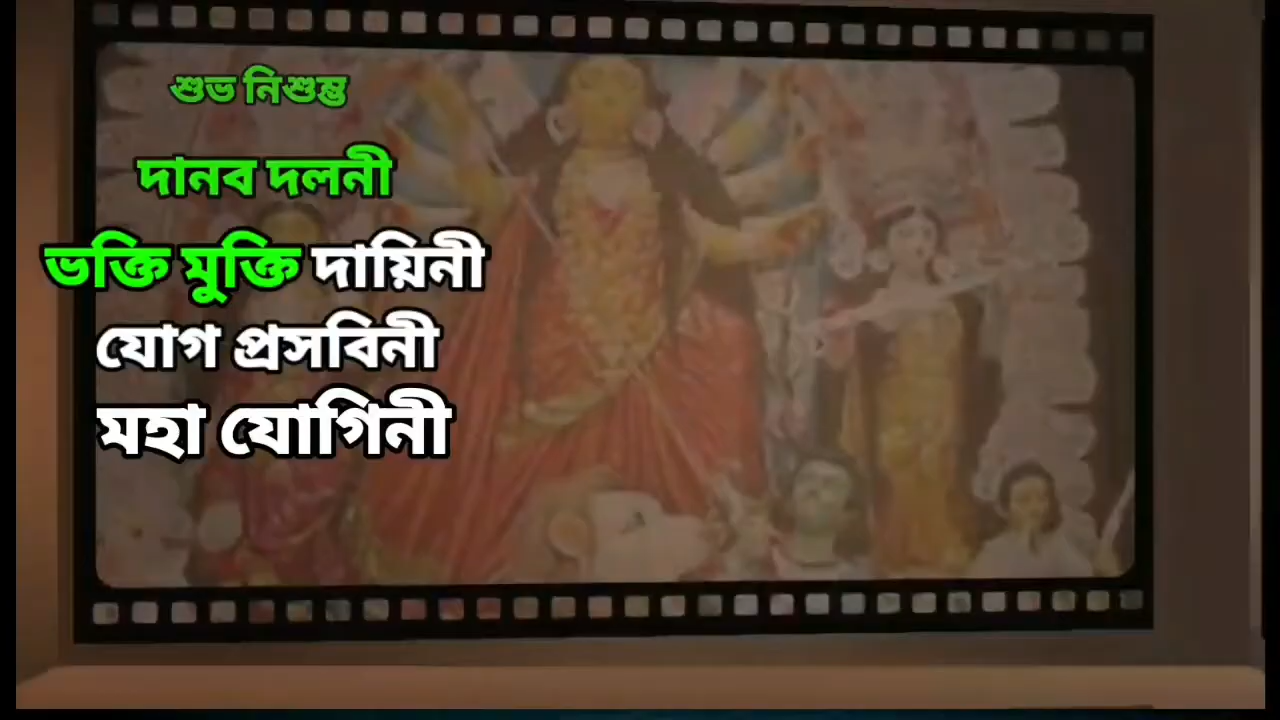 শুভ নিশুম্ভ
দানব দলনী
ভক্তি মুক্তি দায়িনী
যোগ প্রসবিনী
মহা যোগিনী